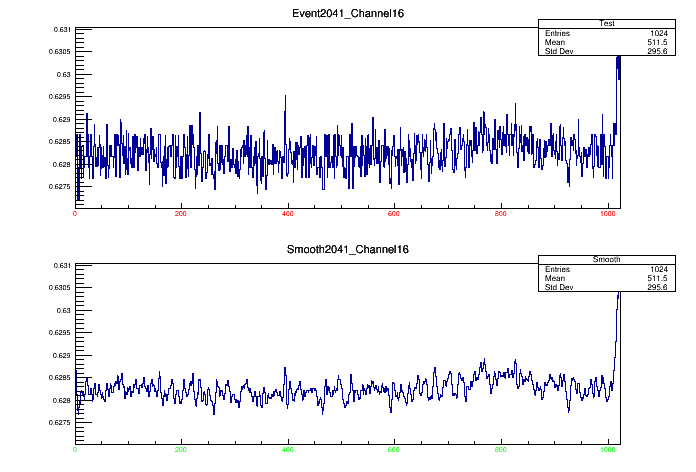 Event2041_Channel16
Test
Entries 1024
Mean 511.5
Std Dev 295.6
0.631
0.6305
0.63
0.6295
0.629
0.6285
0.628
0.6275
0 200 400 600 800 1000
Smooth2041_Channel16
Smooth
Entries 1024
Mean 511.5
Std Dev 295.6
0.631
0.6305
0.63
0.6295
0.629
0.6285
0.628
0.6275
0 200 400 600 800 1000